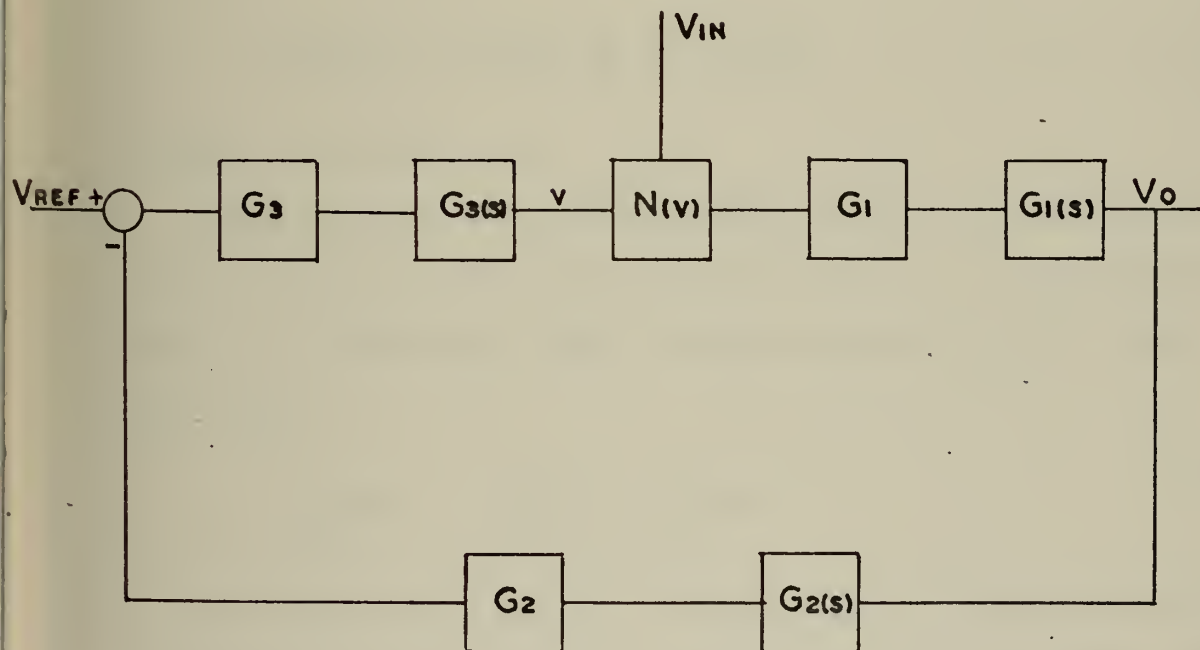 VIN
VREF +
-
G3
G3(S)
V
N(V)
G1
G1(S)
VO
G2
G2(S)